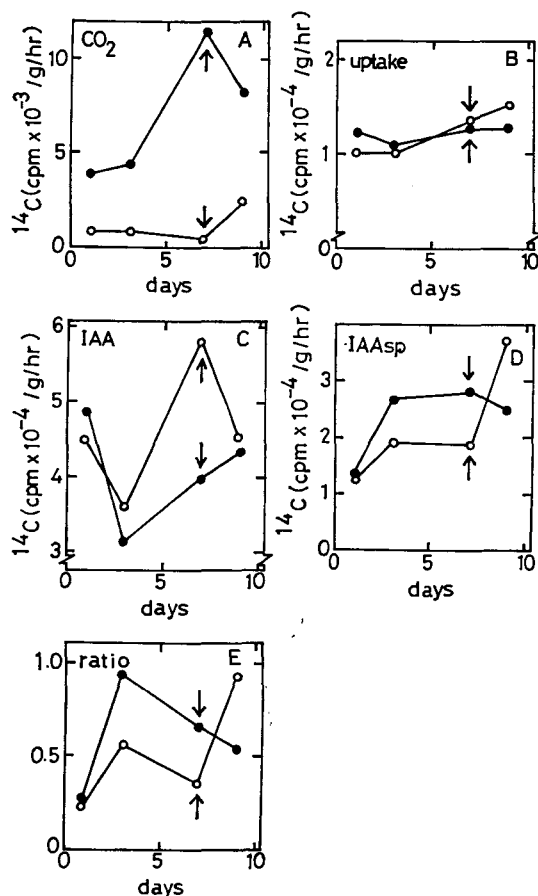 CO2 A
10
5
0
14C (cpm x 10-3 /g/hr)
0 5 10
days
uptake B
2
1
0
14C (cpm x 10-4 /g/hr)
0 5 10
days
IAA C
6
5
4
3
14C (cpm x 10-4 /g/hr)
0 5 10
days
IAAsp D
3
2
1
0
14C (cpm x 10-4 /g/hr)
0 5 10
days
ratio E
1.0
0.5
0
0 5 10
days